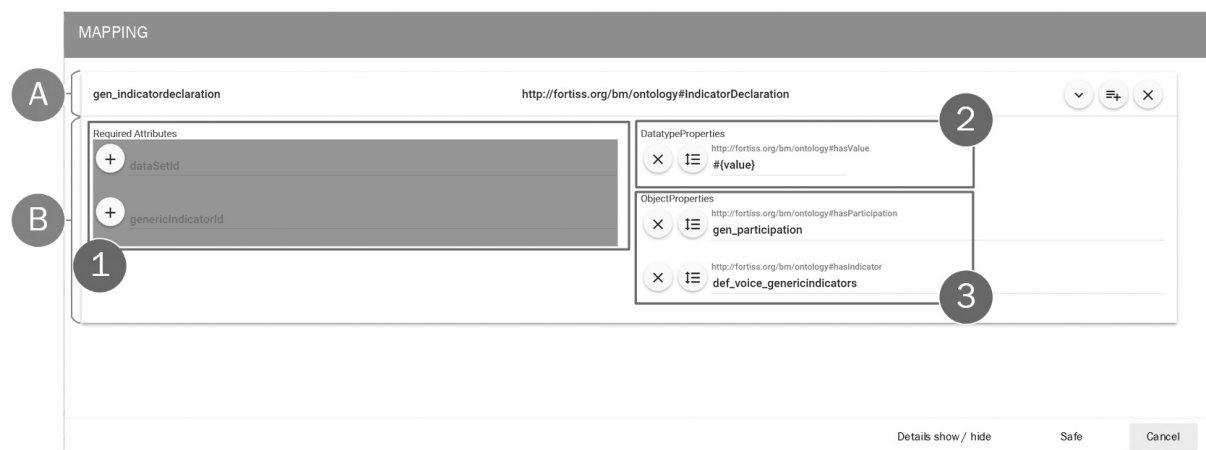 MAPPING
A
gen_indicatordeclaration http://fortiss.org/bm/ontology#IndicatorDeclaration
2
Required Attributes
DatatypeProperties
http://fortiss.org/bm/ontology#hasValue
dataSetId
#{value}
ObjectProperties
B
http://fortiss.org/bm/ontology#hasParticipation
genericIndicatorId
gen_participation
1
http://fortiss.org/bm/ontology#hasIndicator
def_voice_genericindicators
3
Details show / hide Safe Cancel